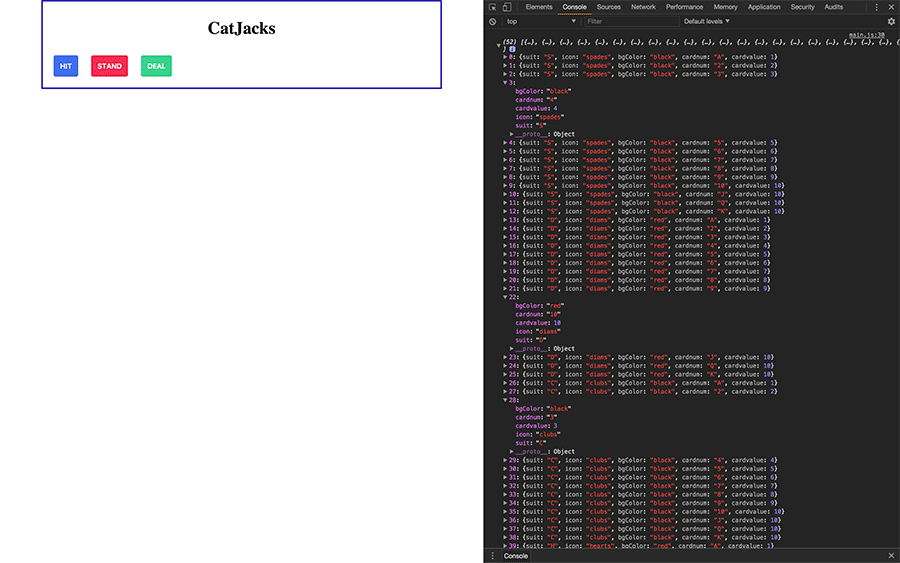 CatJacks
HIT STAND DEAL
Elements Console Sources Network Performance Memory Application Security Audits
top Filter Default levels ▼
main.js:30
[52] [{…}, {…}, {…}, {…}, {…}, {…}, {…}, {…}, {…}, {…}, {…}, {…}, {…}, {…}, {…}, {…}, {…}, {…}, {…}, {…}, {…}, {
]
0: {suit: "S", icon: "spades", bgColor: "black", cardnum: "A", cardvalue: 1}
1: {suit: "S", icon: "spades", bgColor: "black", cardnum: "2", cardvalue: 2}
2: {suit: "S", icon: "spades", bgColor: "black", cardnum: "3", cardvalue: 3}
3:
bgColor: "black"
cardnum: "4"
cardvalue: 4
icon: "spades"
suit: "S"
__proto__: Object
4: {suit: "S", icon: "spades", bgColor: "black", cardnum: "5", cardvalue: 5}
5: {suit: "S", icon: "spades", bgColor: "black", cardnum: "6", cardvalue: 6}
6: {suit: "S", icon: "spades", bgColor: "black", cardnum: "7", cardvalue: 7}
7: {suit: "S", icon: "spades", bgColor: "black", cardnum: "8", cardvalue: 8}
8: {suit: "S", icon: "spades", bgColor: "black", cardnum: "9", cardvalue: 9}
9: {suit: "S", icon: "spades", bgColor: "black", cardnum: "10", cardvalue: 10}
10: {suit: "S", icon: "spades", bgColor: "black", cardnum: "J", cardvalue: 10}
11: {suit: "S", icon: "spades", bgColor: "black", cardnum: "Q", cardvalue: 10}
12: {suit: "S", icon: "spades", bgColor: "black", cardnum: "K", cardvalue: 10}
13: {suit: "D", icon: "diams", bgColor: "red", cardnum: "A", cardvalue: 1}
14: {suit: "D", icon: "diams", bgColor: "red", cardnum: "2", cardvalue: 2}
15: {suit: "D", icon: "diams", bgColor: "red", cardnum: "3", cardvalue: 3}
16: {suit: "D", icon: "diams", bgColor: "red", cardnum: "4", cardvalue: 4}
17: {suit: "D", icon: "diams", bgColor: "red", cardnum: "5", cardvalue: 5}
18: {suit: "D", icon: "diams", bgColor: "red", cardnum: "6", cardvalue: 6}
19: {suit: "D", icon: "diams", bgColor: "red", cardnum: "7", cardvalue: 7}
20: {suit: "D", icon: "diams", bgColor: "red", cardnum: "8", cardvalue: 8}
21: {suit: "D", icon: "diams", bgColor: "red", cardnum: "9", cardvalue: 9}
22:
bgColor: "red"
cardnum: "10"
cardvalue: 10
icon: "diams"
suit: "D"
__proto__: Object
23: {suit: "D", icon: "diams", bgColor: "red", cardnum: "J", cardvalue: 10}
24: {suit: "D", icon: "diams", bgColor: "red", cardnum: "Q", cardvalue: 10}
25: {suit: "D", icon: "diams", bgColor: "red", cardnum: "K", cardvalue: 10}
26: {suit: "C", icon: "clubs", bgColor: "black", cardnum: "A", cardvalue: 1}
27: {suit: "C", icon: "clubs", bgColor: "black", cardnum: "2", cardvalue: 2}
28:
bgColor: "black"
cardnum: "3"
cardvalue: 3
icon: "clubs"
suit: "C"
__proto__: Object
29: {suit: "C", icon: "clubs", bgColor: "black", cardnum: "4", cardvalue: 4}
30: {suit: "C", icon: "clubs", bgColor: "black", cardnum: "5", cardvalue: 5}
31: {suit: "C", icon: "clubs", bgColor: "black", cardnum: "6", cardvalue: 6}
32: {suit: "C", icon: "clubs", bgColor: "black", cardnum: "7", cardvalue: 7}
33: {suit: "C", icon: "clubs", bgColor: "black", cardnum: "8", cardvalue: 8}
34: {suit: "C", icon: "clubs", bgColor: "black", cardnum: "9", cardvalue: 9}
35: {suit: "C", icon: "clubs", bgColor: "black", cardnum: "10", cardvalue: 10}
36: {suit: "C", icon: "clubs", bgColor: "black", cardnum: "J", cardvalue: 10}
37: {suit: "C", icon: "clubs", bgColor: "black", cardnum: "Q", cardvalue: 10}
38: {suit: "C", icon: "clubs", bgColor: "black", cardnum: "K", cardvalue: 10}
39: {suit: "H", icon: "hearts", bgColor: "red", cardnum: "A", cardvalue: 1}
Console